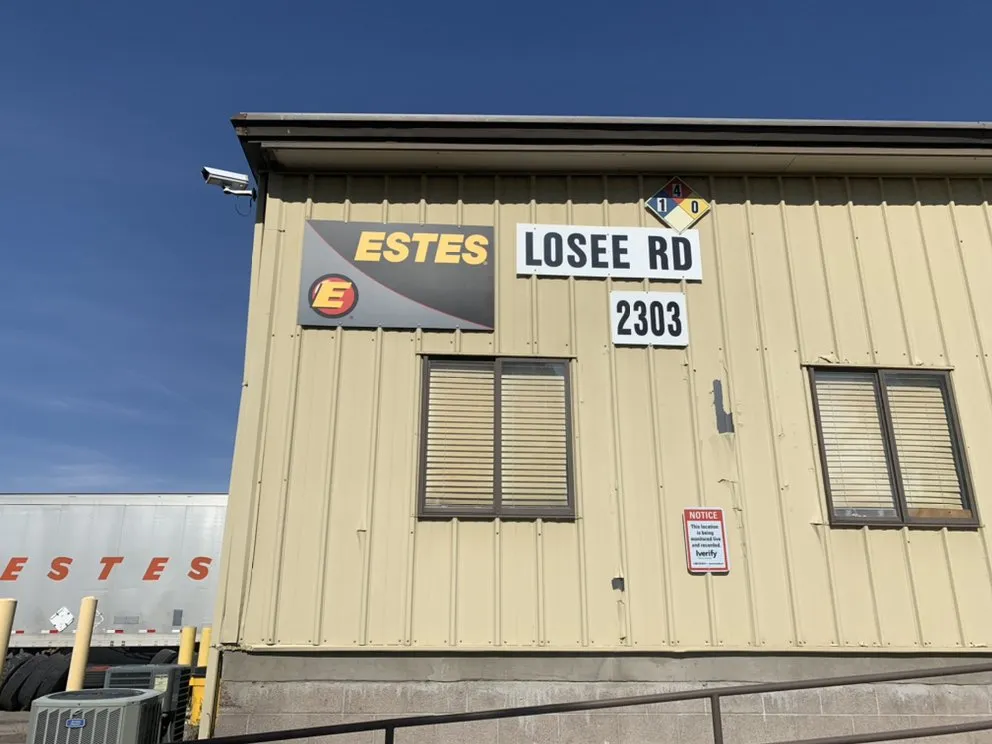 4
1 0
ESTES
E
LOSEE RD
2303
ESTES
NOTICE
This location
is being
monitored live
and recorded.
Iverify